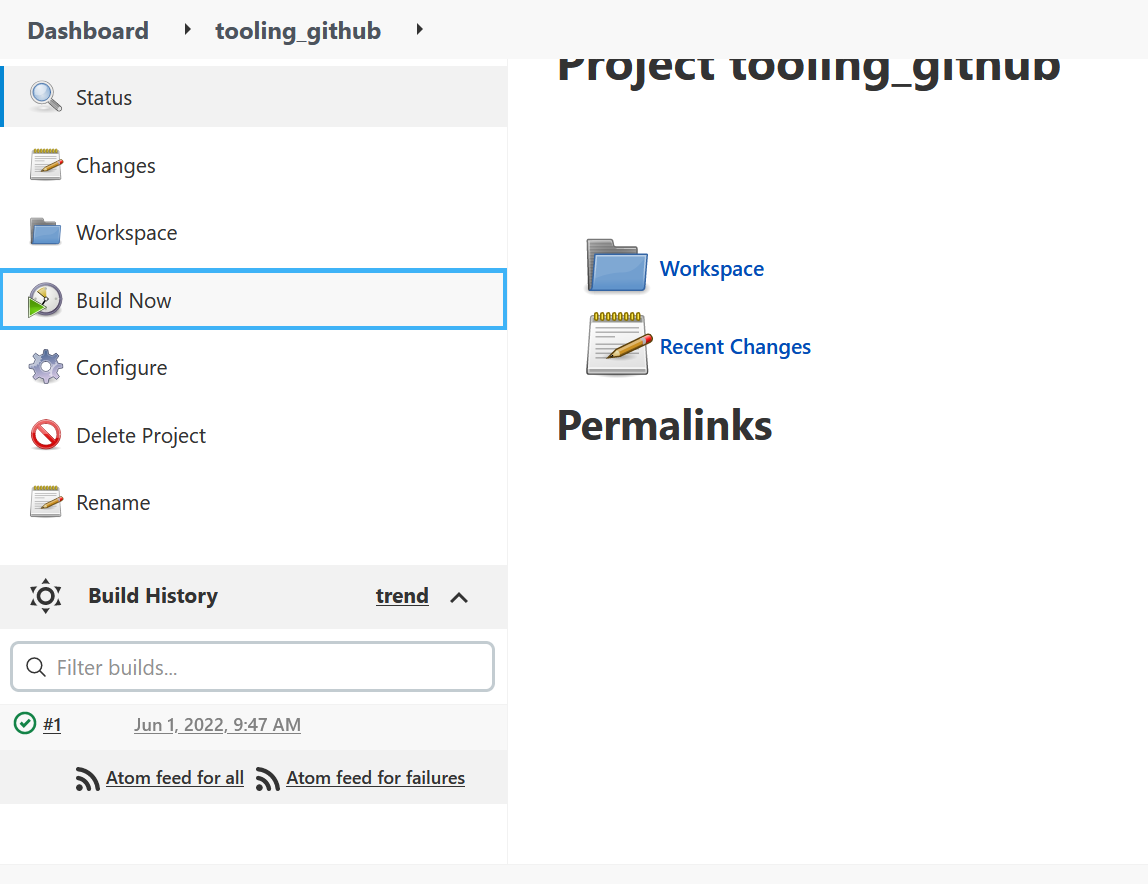 Dashboard tooling_github
Project tooling_github
Status
Changes
Workspace
Build Now
Configure
Delete Project
Rename
Build History trend
Filter builds...
#1 Jun 1, 2022, 9:47 AM
Atom feed for all Atom feed for failures
Workspace
Recent Changes
Permalinks